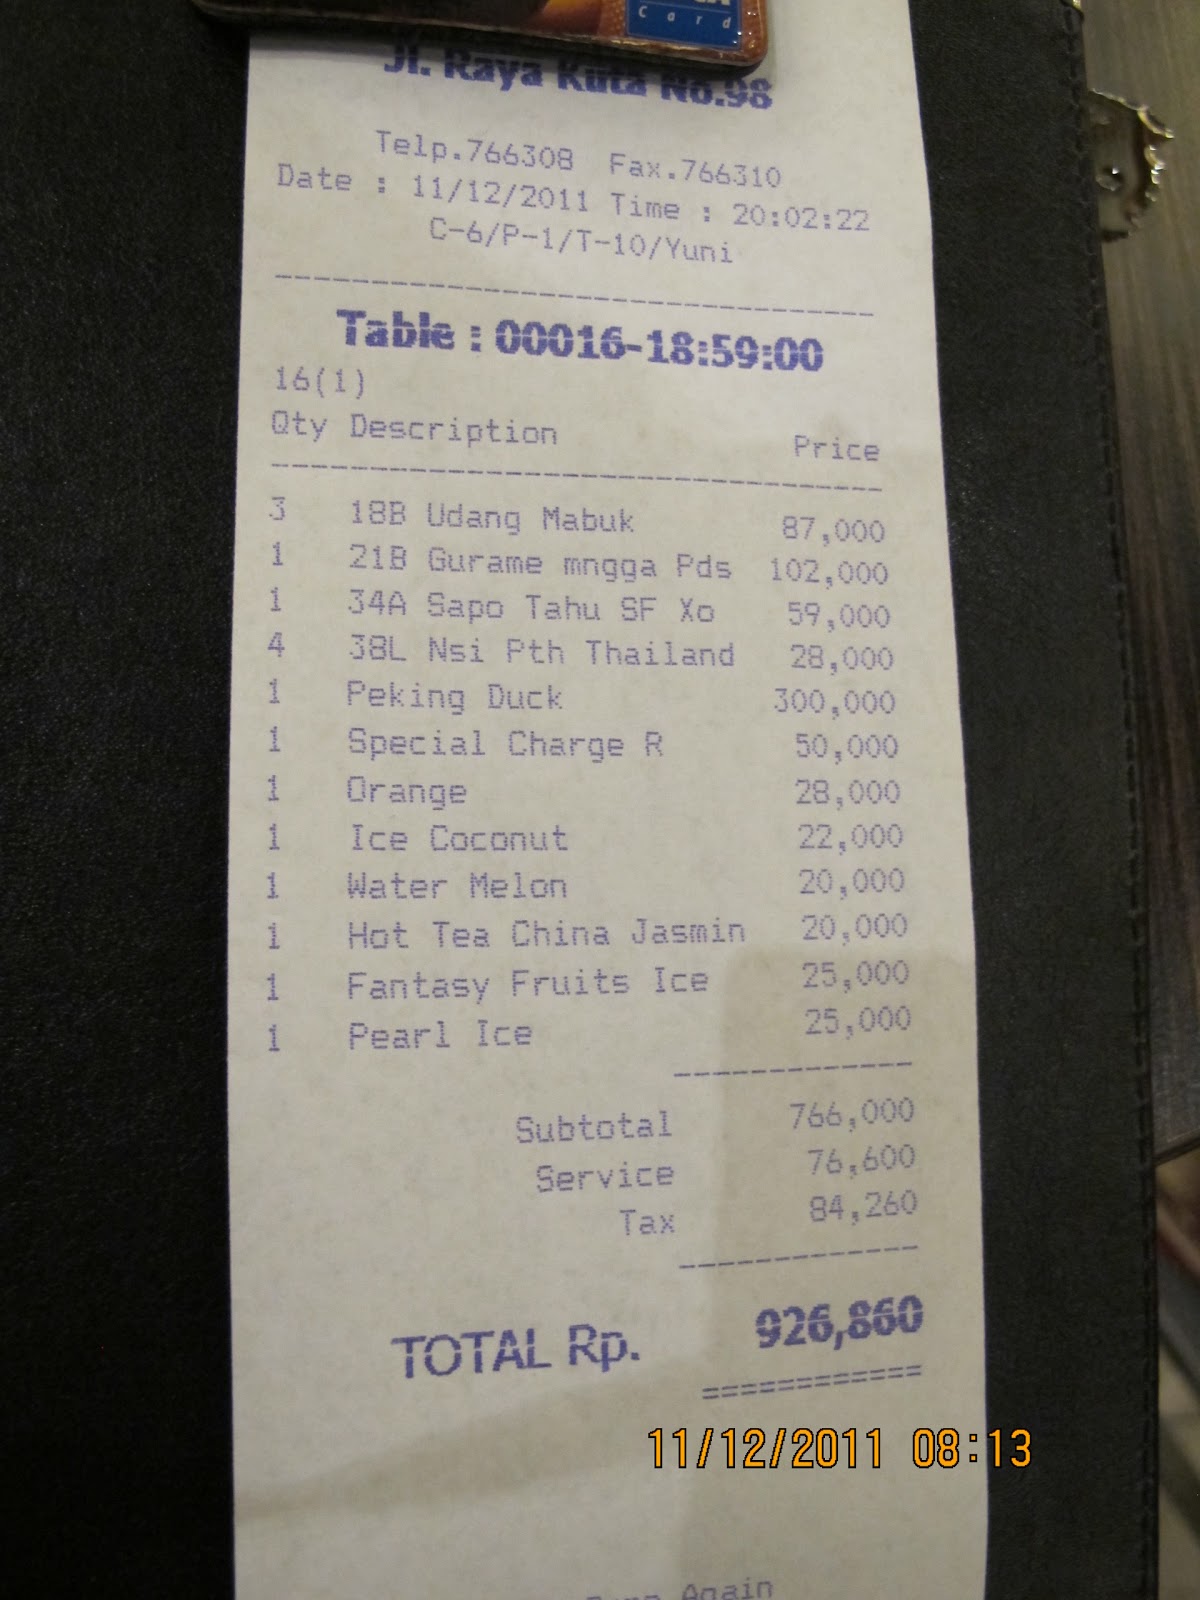 Card
Jl. Raya Kuta No.98
Telp.766308 Fax.766310
Date : 11/12/2011 Time : 20:02:22
C-6/P-1/T-10/Yuni
Table : 00016-18:59:00
16(1)
Qty Description Price
3 18B Udang Mabuk 87,000
1 21B Gurame mngga Pds 102,000
1 34A Sapo Tahu SF Xo 59,000
4 38L Nsi Pth Thailand 28,000
1 Peking Duck 300,000
1 Special Charge R 50,000
1 Orange 28,000
1 Ice Coconut 22,000
1 Water Melon 20,000
1 Hot Tea China Jasmin 20,000
1 Fantasy Fruits Ice 25,000
1 Pearl Ice 25,000
Subtotal 766,000
Service 76,600
Tax 84,260
TOTAL Rp. 926,860
11/12/2011 08:13
Again